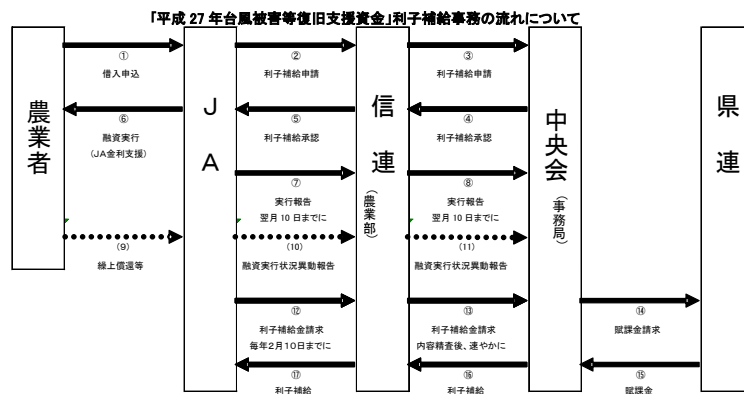 「平成 27 年台風被害等復旧支援資金」利子補給事務の流れについて
農業者
JA
信連(農業部)
中央会(事務局)
県連
①
借入申込
②
利子補給申請
③
利子補給申請
⑥
融資実行
(JA金利支援)
⑤
利子補給承認
④
利子補給承認
⑦
実行報告
翌月 10 日までに
⑧
実行報告
翌月 10 日までに
(9)
繰上償還等
(10)
融資実行状況異動報告
(11)
融資実行状況異動報告
⑫
利子補給金請求
毎年2月10日までに
⑬
利子補給金請求
内容精査後、速やかに
⑭
賦課金請求
⑰
利子補給
⑯
利子補給
⑮
賦課金